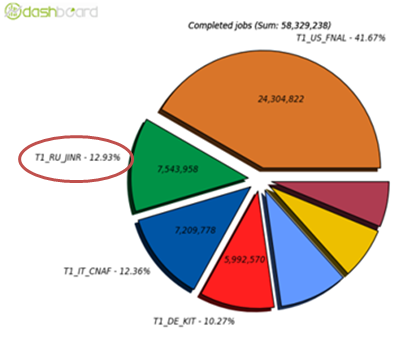 dashboard
Completed jobs (Sum: 58,329,238)
T1_US_FNAL - 41.67%
24,304,822
T1_RU_JINR - 12.93%
7,543,958
7,209,778
5,992,570
T1_IT_CNAF - 12.36%
T1_DE_KIT - 10.27%